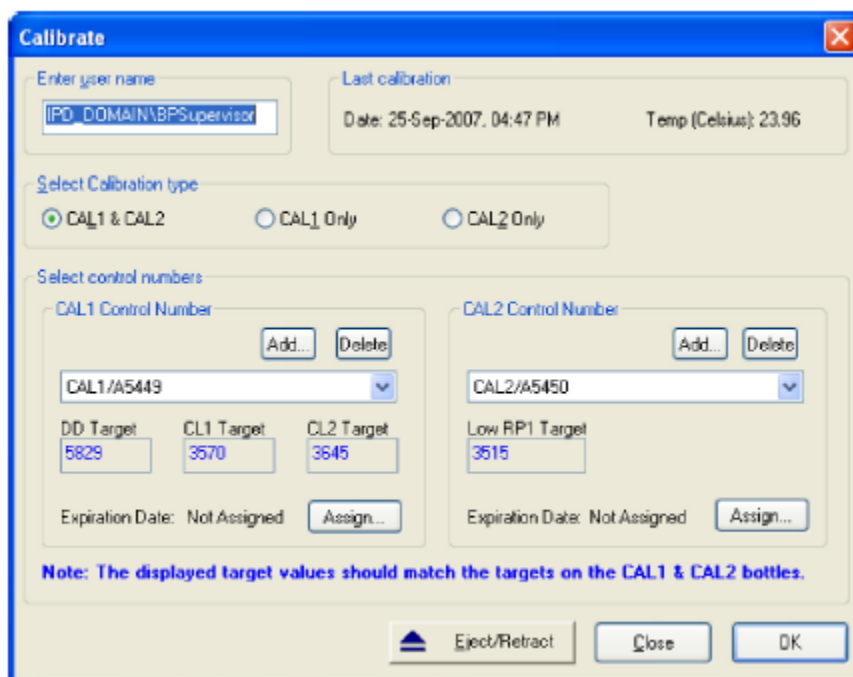 Calibrate
Enter user name
IPD_DOMAIN\BPSupervisor
Last calibration
Date: 25-Sep-2007, 04:47 PM Temp (Celsius): 23.96
Select Calibration type
CAL1 & CAL2 CAL1 Only CAL2 Only
Select control numbers
CAL1 Control Number
Add... Delete
CAL1/A5449
DD Target CL1 Target CL2 Target
5829 3570 3645
Expiration Date: Not Assigned Assign...
CAL2 Control Number
Add... Delete
CAL2/A5450
Low RP1 Target
3515
Expiration Date: Not Assigned Assign...
Note: The displayed target values should match the targets on the CAL1 & CAL2 bottles.
Eject/Retract Close OK